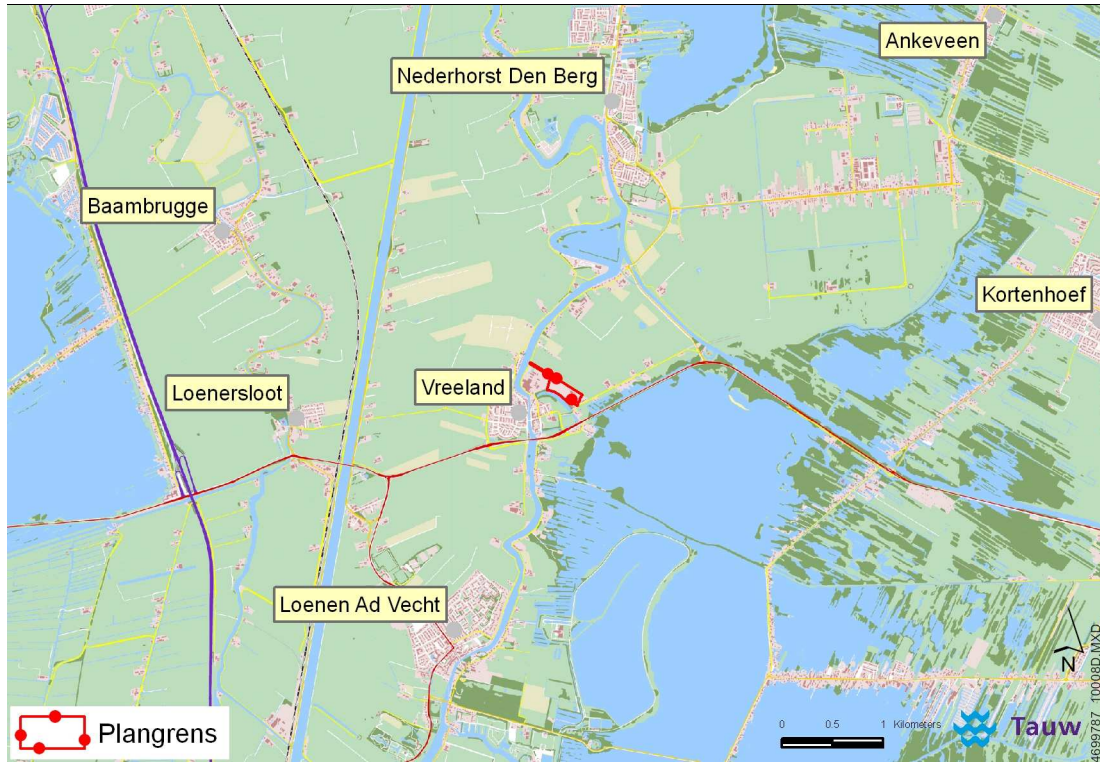 Ankeveen
Nederhorst Den Berg
Baambrugge
Kortenhoef
Loenersloot
Vreeland
Loenen Ad Vecht
N
Plangrens
0 0.5 1 Kilometers
Tauw
4699787_10008D.MXD